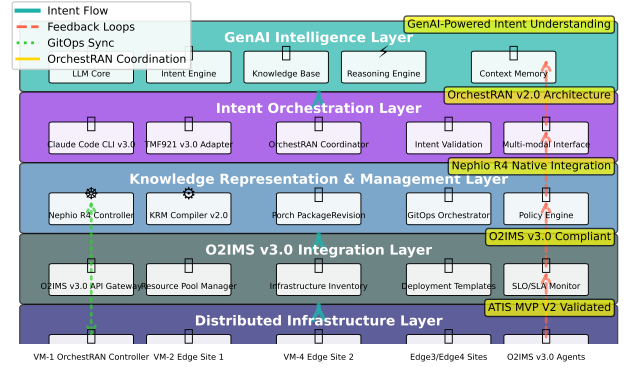 Intent Flow
Feedback Loops
GitOps Sync
OrchestRAN Coordination
GenAI-Powered Intent Understanding
GenAI Intelligence Layer
LLM Core
Intent Engine
Knowledge Base
Reasoning Engine
Context Memory
OrchestRAN v2.0 Architecture
Intent Orchestration Layer
Claude Code CLI v3.0
TMF921 v3.0 Adapter
OrchestRAN Coordinator
Intent Validation
Multi-modal Interface
Nephio R4 Native Integration
Knowledge Representation & Management Layer
Nephio R4 Controller
KRM Compiler v2.0
Porch PackageRevision
GitOps Orchestrator
Policy Engine
O2IMS v3.0 Compliant
O2IMS v3.0 Integration Layer
O2IMS v3.0 API Gateway
Resource Pool Manager
Infrastructure Inventory
Deployment Templates
SLO/SLA Monitor
ATIS MVP V2 Validated
Distributed Infrastructure Layer
VM-1 OrchestRAN Controller
VM-2 Edge Site 1
VM-4 Edge Site 2
Edge3/Edge4 Sites
O2IMS v3.0 Agents